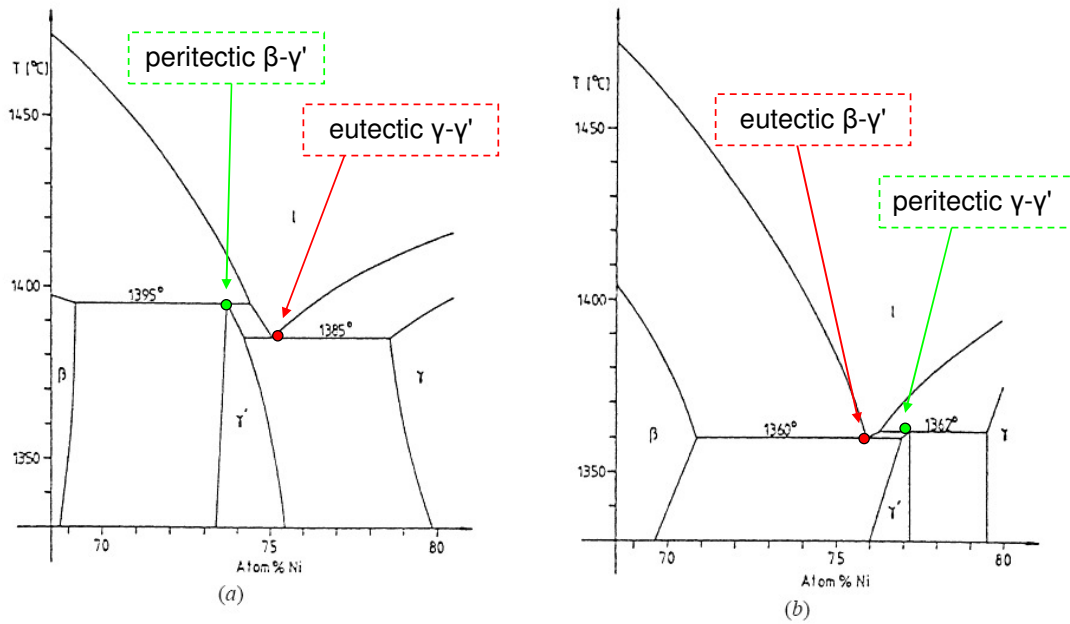 peritectic β-γ'
eutectic γ-γ'
T [°C]
1450
1400
1350
l
1395°
1385°
β
γ'
γ
70
75
80
Atom % Ni
(a)
eutectic β-γ'
peritectic γ-γ'
T [°C]
1450
1400
1350
l
1360°
1362°
β
γ'
γ
70
75
80
Atom % Ni
(b)